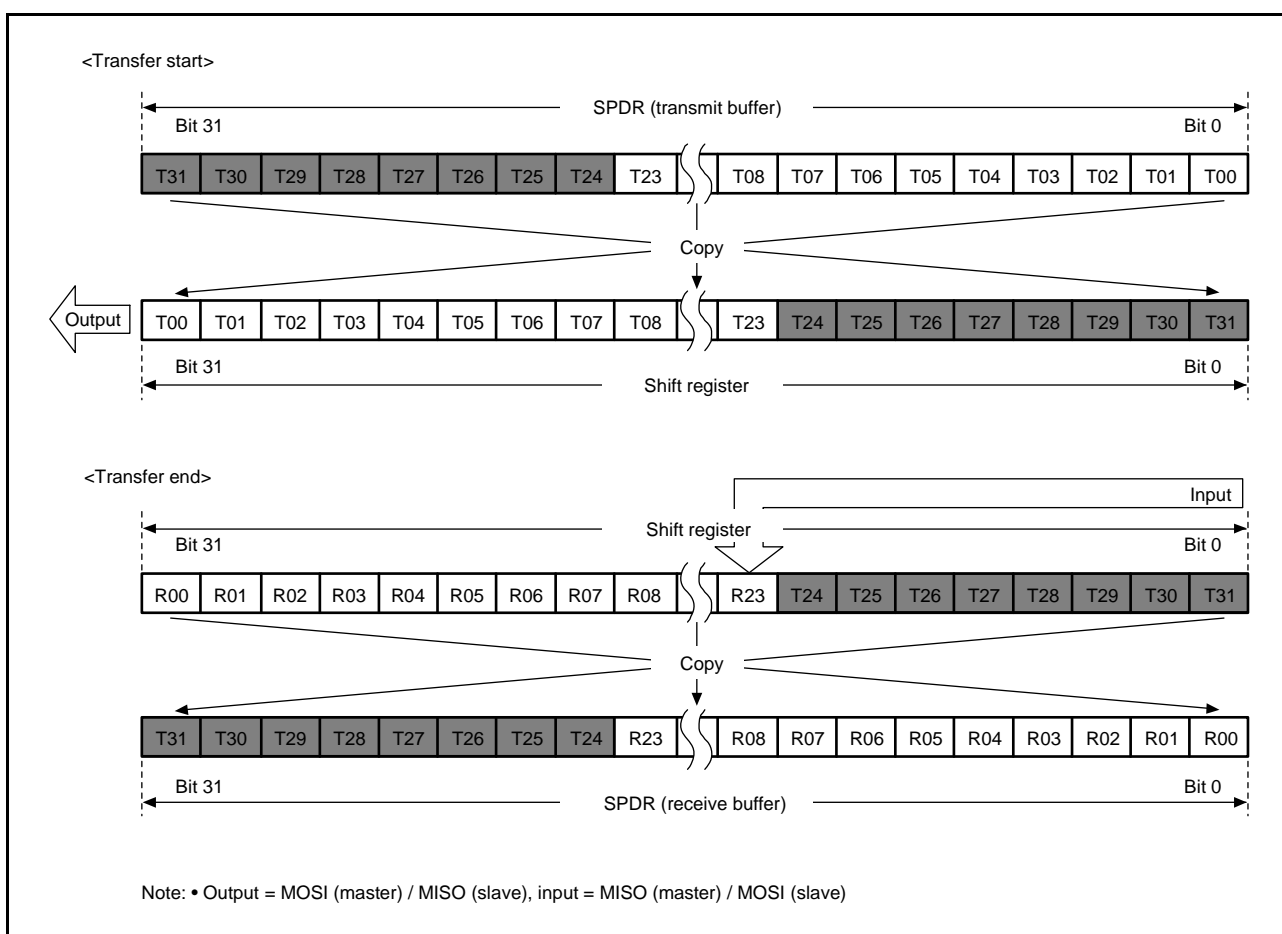 <Transfer start>
SPDR (transmit buffer)
Bit 31 Bit 0
T31 T30 T29 T28 T27 T26 T25 T24 T23 T08 T07 T06 T05 T04 T03 T02 T01 T00
Copy
Output T00 T01 T02 T03 T04 T05 T06 T07 T08 T23 T24 T25 T26 T27 T28 T29 T30 T31
Bit 31 Bit 0
Shift register
<Transfer end>
Input
Shift register
Bit 31 Bit 0
R00 R01 R02 R03 R04 R05 R06 R07 R08 R23 T24 T25 T26 T27 T28 T29 T30 T31
Copy
T31 T30 T29 T28 T27 T26 T25 T24 R23 R08 R07 R06 R05 R04 R03 R02 R01 R00
Bit 31 Bit 0
SPDR (receive buffer)
Note: • Output = MOSI (master) / MISO (slave), input = MISO (master) / MOSI (slave)